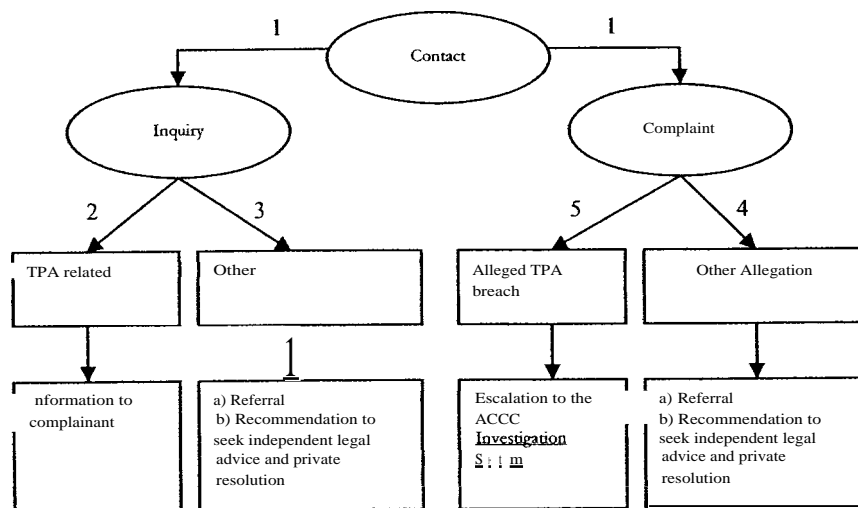 1
1
Contact
Inquiry
Complaint
2
3
5
4
TPA related
Other
Alleged TPA
breach
Other Allegation
1
nformation to
complainant
a) Referral
b) Recommendation to
seek independent legal
advice and private
resolution
Escalation to the
ACCC
Investigation
a) Referral
b) Recommendation to
seek independent legal
advice and private
resolution